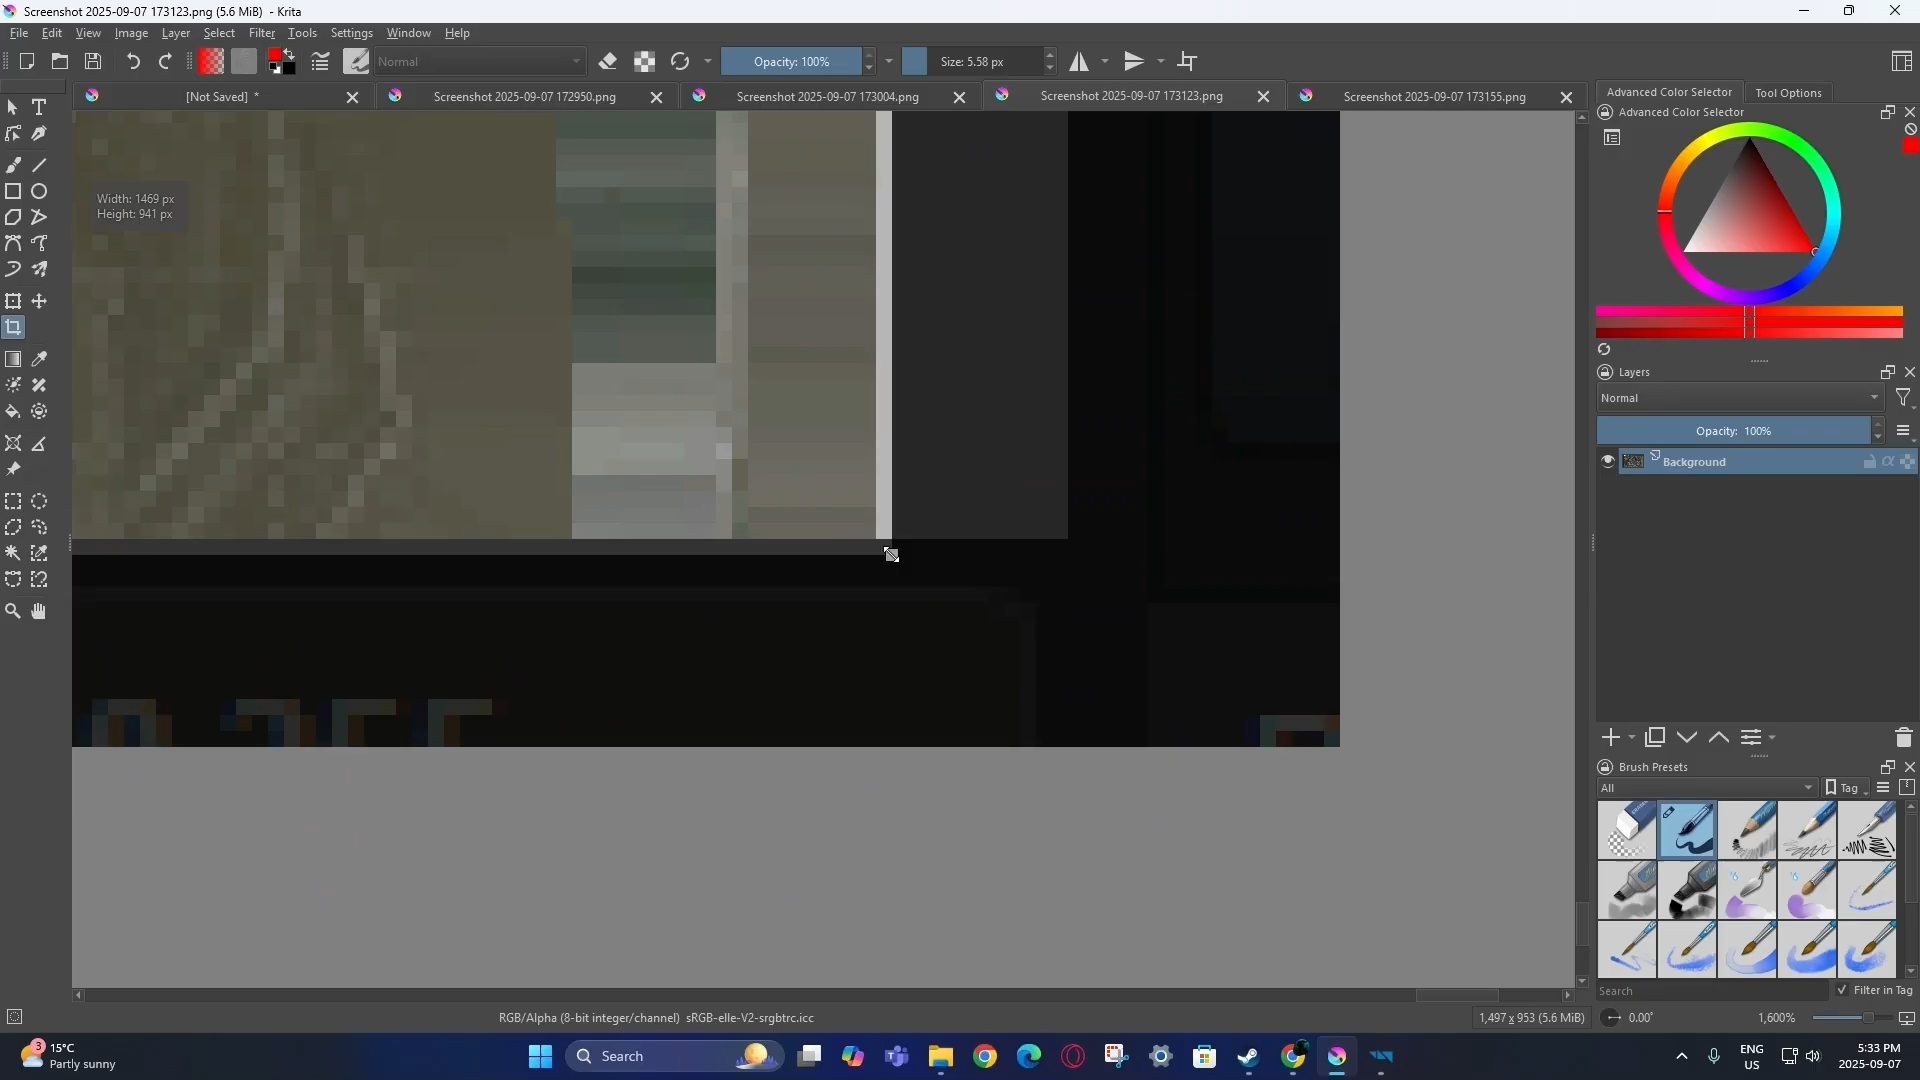 Screenshot 2025-09-07 173123.png (5.6 MiB)  - Krita
File Edit View Image Layer Select Filter Tools Settings Window Help
Normal
Opacity: 100%
Size: 5.58 px
[Not Saved] *
Screenshot 2025-09-07 172950.png
Screenshot 2025-09-07 173004.png
Screenshot 2025-09-07 173123.png
Screenshot 2025-09-07 173155.png
Advanced Color Selector
Tool Options
Advanced Color Selector
Width: 1469 px
Height: 941 px
Layers
Normal
Opacity: 100%
Background
Brush Presets
All
Tag
Search
Filter in Tag
RGB/Alpha (8-bit integer/channel)  sRGB-elle-V2-srgbtrc.icc
1,497 x 953 (5.6 MiB)
0.00°
1,600%
3
15°C
Partly sunny
Search
ENG
US
5:33 PM
2025-09-07